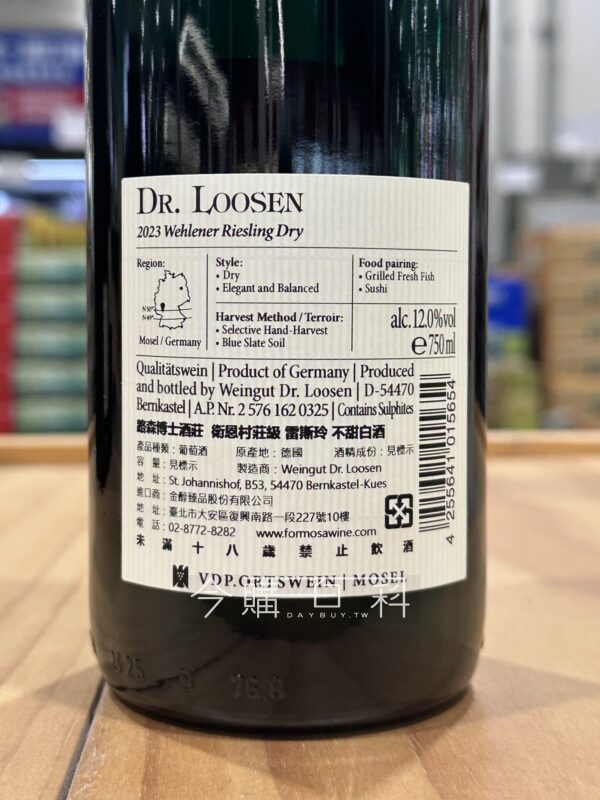 DR. LOOSEN
2023 Wehlener Riesling Dry
Region:
N 50°
N 49°
Mosel / Germany
Style:
• Dry
• Elegant and Balanced
Food pairing:
• Grilled Fresh Fish
• Sushi
Harvest Method / Terroir:
• Selective Hand-Harvest
• Blue Slate Soil
alc. 12.0%vol
℮ 750 ml
Qualitätswein | Product of Germany | Produced
and bottled by Weingut Dr. Loosen | D-54470
Bernkastel | A.P. Nr. 2 576 162 0325 | Contains Sulphites
路森博士酒莊 衛恩村莊級 雷斯玲 不甜白酒
產品種類：葡萄酒 原產地：德國 酒精成份：見標示
容量：見標示 製造商：Weingut Dr. Loosen
地址：St. Johannishof, B53, 54470 Bernkastel-Kues
進口商：金醇臻品股份有限公司
地址：臺北市大安區復興南路一段227號10樓
電話：02-8772-8282 www.formosawine.com
未滿十八歲禁止飲酒
4 255641 015654
VDP.ORTSWEIN | MOSEL
今購百科
DAYBUY.TW